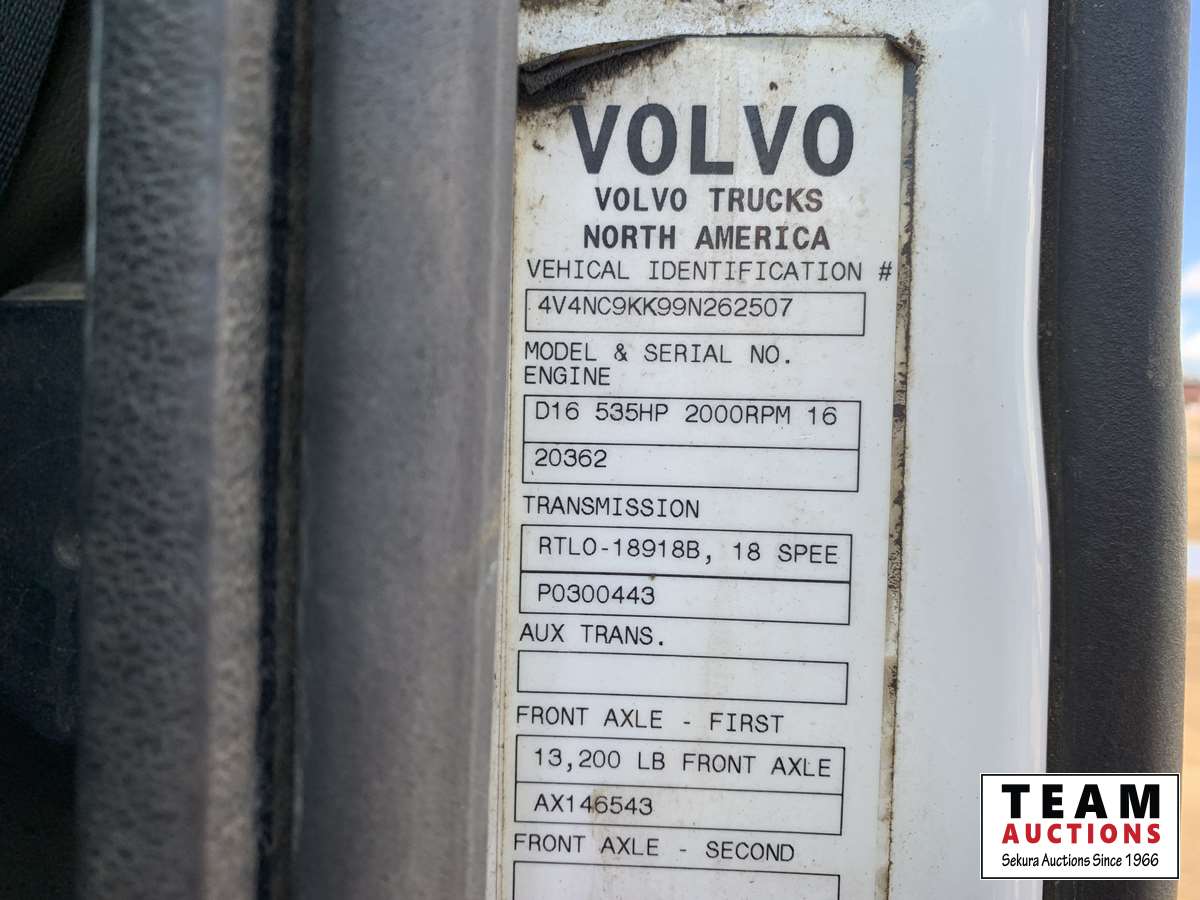 VOLVO
VOLVO TRUCKS
NORTH AMERICA
VEHICAL IDENTIFICATION #
4V4NC9KK99N262507
MODEL & SERIAL NO.
ENGINE
D16 535HP 2000RPM 16
20362
TRANSMISSION
RTLO-18918B, 18 SPEE
P0300443
AUX TRANS.
FRONT AXLE - FIRST
13,200 LB FRONT AXLE
AX146543
FRONT AXLE - SECOND
TEAM
AUCTIONS
Sekura Auctions Since 1966